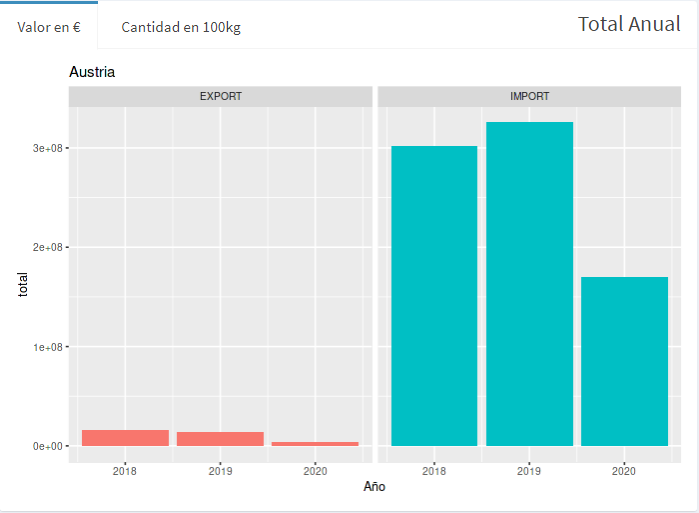 Valor en €
Cantidad en 100kg
Total Anual
Austria
EXPORT
IMPORT
3e+08
2e+08
1e+08
0e+00
total
2018
2019
2020
2018
2019
2020
Año